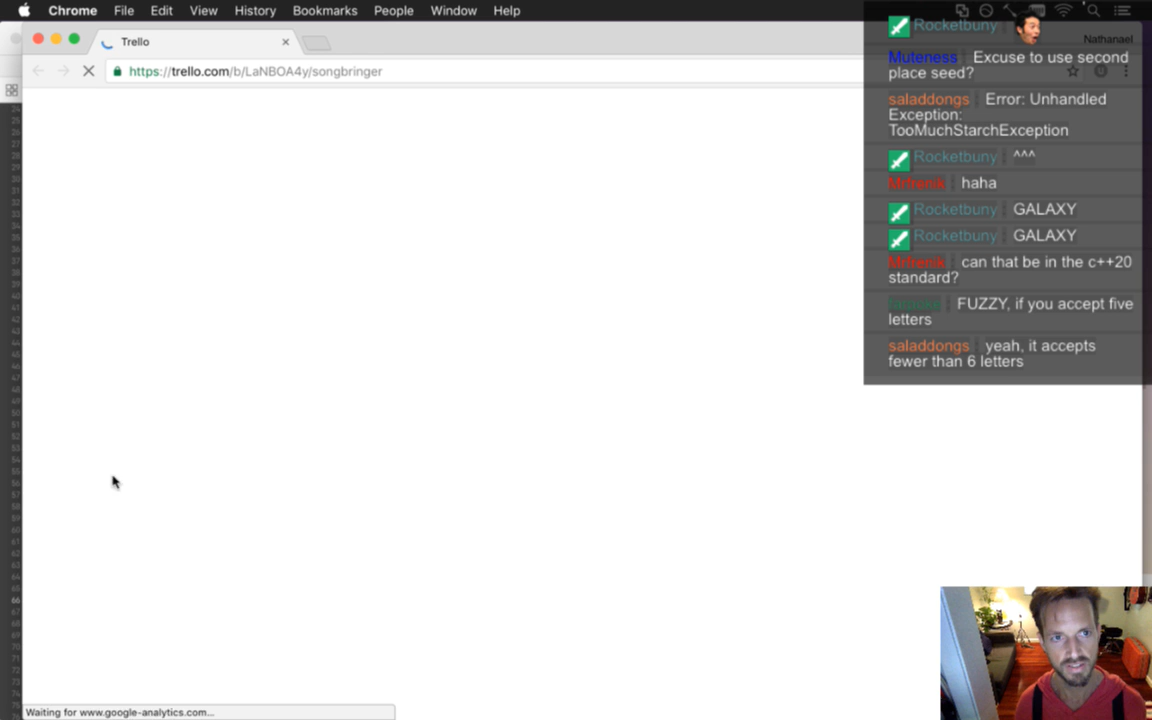 Chrome File Edit View History Bookmarks People Window Help
Trello
Nathanael
https://trello.com/b/LaNBOA4y/songbringer
Rocketbuny
Muteness Excuse to use second
place seed?
saladdongs Error: Unhandled
Exception:
TooMuchStarchException
Rocketbuny ^^^
Mrfrenik haha
Rocketbuny GALAXY
Rocketbuny GALAXY
Mrfrenik can that be in the c++20
standard?
FUZZY, if you accept five
letters
saladdongs yeah, it accepts
fewer than 6 letters
Waiting for www.google-analytics.com...